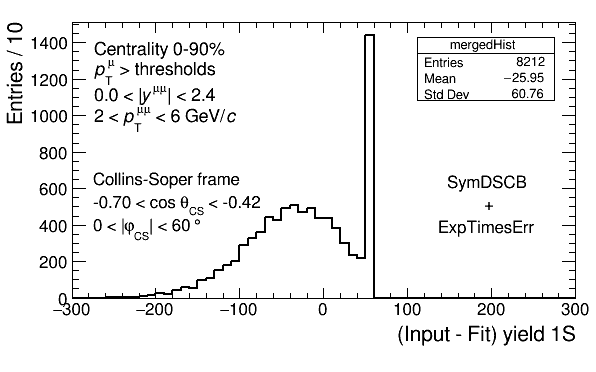 Entries / 10
1400
1200
1000
800
600
400
200
0
Centrality 0-90%
p_T^μ > thresholds
0.0 < |y^μμ| < 2.4
2 < p_T^μμ < 6 GeV/c
Collins-Soper frame
-0.70 < cos θ_CS < -0.42
0 < |φ_CS| < 60 °
mergedHist
Entries 8212
Mean −25.95
Std Dev 60.76
SymDSCB
+
ExpTimesErr
−300 −200 −100 0 100 200 300
(Input - Fit) yield 1S